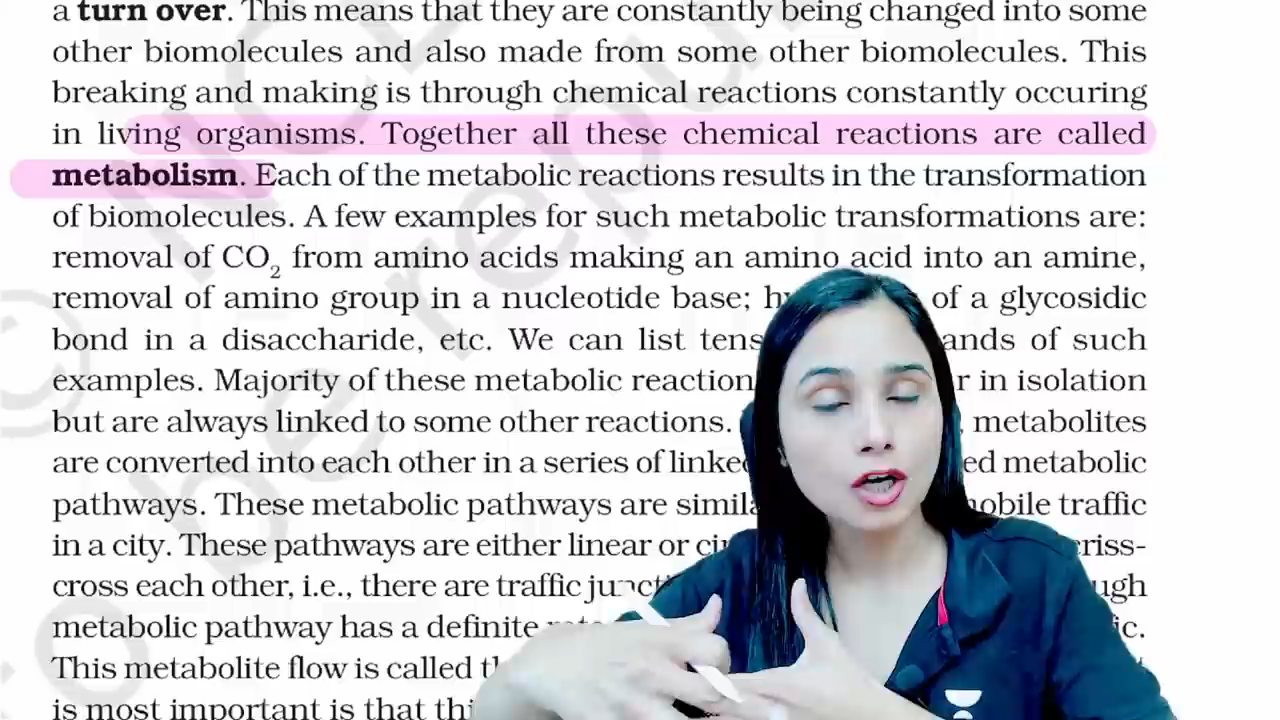 a turn over. This means that they are constantly being changed into some
other biomolecules and also made from some other biomolecules. This
breaking and making is through chemical reactions constantly occuring
in living organisms. Together all these chemical reactions are called
metabolism. Each of the metabolic reactions results in the transformation
of biomolecules. A few examples for such metabolic transformations are:
removal of CO₂ from amino acids making an amino acid into an amine,
removal of amino group in a nucleotide base; of a glycosidic
bond in a disaccharide, etc. We can list tens of such
examples. Majority of these metabolic in isolation
but are always linked to some other reactions. metabolites
are converted into each other in a series of metabolic
pathways. These metabolic pathways are traffic
in a city. These pathways are either linear or criss-
cross each other, i.e., there are traffic
metabolic pathway has a definite
This metabolite flow is called
is most important is that